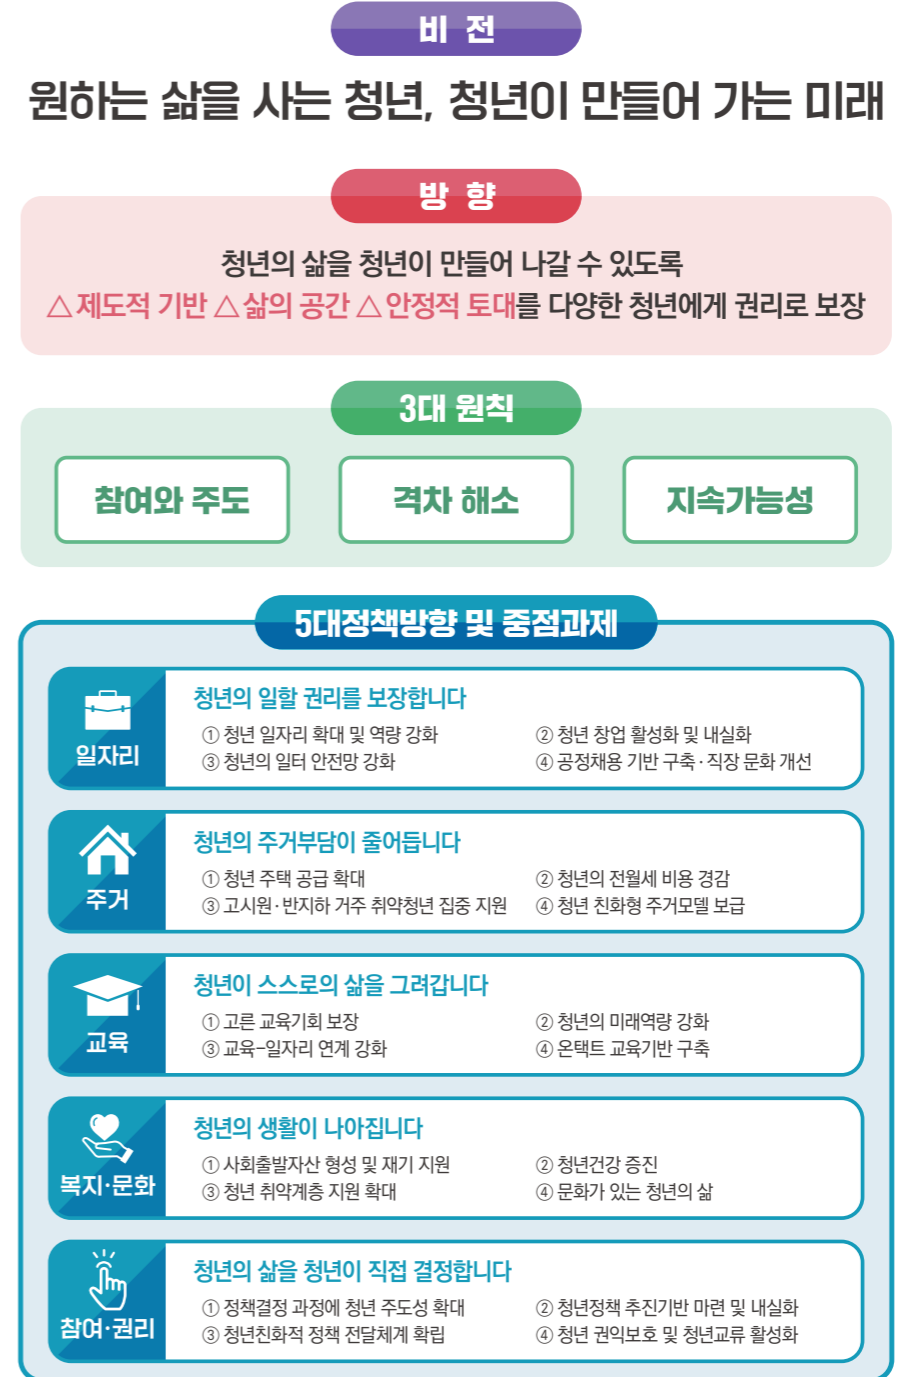 비 전
원하는 삶을 사는 청년, 청년이 만들어 가는 미래
방 향
청년의 삶을 청년이 만들어 나갈 수 있도록
△제도적 기반 △삶의 공간 △안정적 토대를 다양한 청년에게 권리로 보장
3대 원칙
참여와 주도
격차 해소
지속가능성
5대정책방향 및 중점과제
일자리
청년의 일할 권리를 보장합니다
① 청년 일자리 확대 및 역량 강화
② 청년 창업 활성화 및 내실화
③ 청년의 일터 안전망 강화
④ 공정채용 기반 구축·직장 문화 개선
주거
청년의 주거부담이 줄어듭니다
① 청년 주택 공급 확대
② 청년의 전월세 비용 경감
③ 고시원·반지하 거주 취약청년 집중 지원
④ 청년 친화형 주거모델 보급
교육
청년이 스스로의 삶을 그려갑니다
① 고른 교육기회 보장
② 청년의 미래역량 강화
③ 교육-일자리 연계 강화
④ 온택트 교육기반 구축
복지·문화
청년의 생활이 나아집니다
① 사회출발자산 형성 및 재기 지원
② 청년건강 증진
③ 청년 취약계층 지원 확대
④ 문화가 있는 청년의 삶
참여·권리
청년의 삶을 청년이 직접 결정합니다
① 정책결정 과정에 청년 주도성 확대
② 청년정책 추진기반 마련 및 내실화
③ 청년친화적 정책 전달체계 확립
④ 청년 권익보호 및 청년교류 활성화